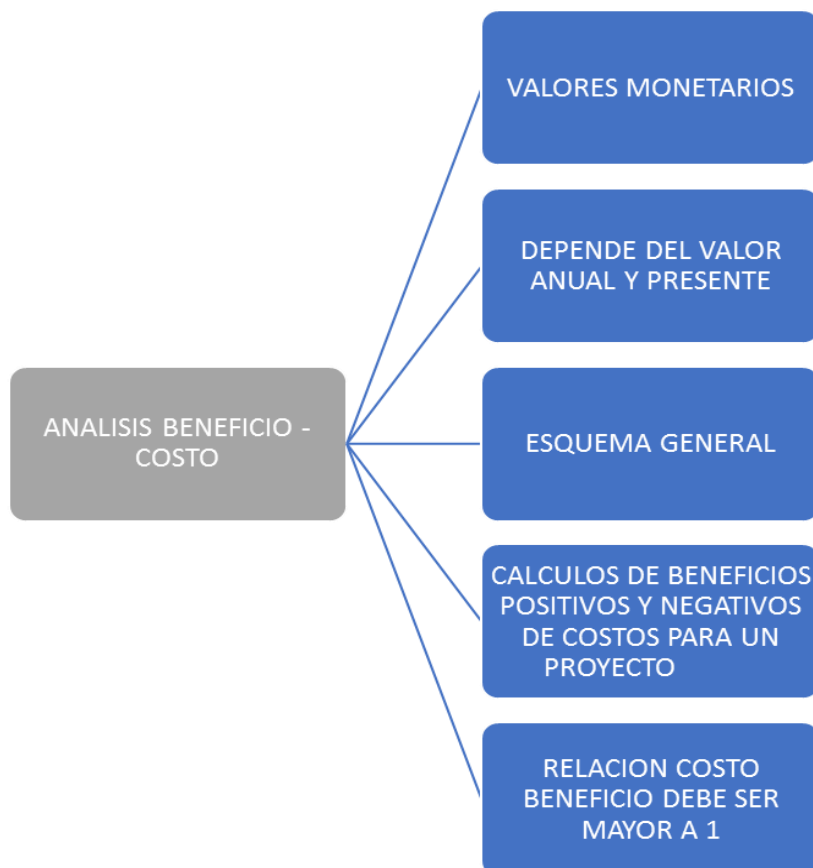 VALORES MONETARIOS
DEPENDE DEL VALOR
ANUAL Y PRESENTE
ANALISIS BENEFICIO -
COSTO
ESQUEMA GENERAL
CALCULOS DE BENEFICIOS
POSITIVOS Y NEGATIVOS
DE COSTOS PARA UN
PROYECTO
RELACION COSTO
BENEFICIO DEBE SER
MAYOR A 1